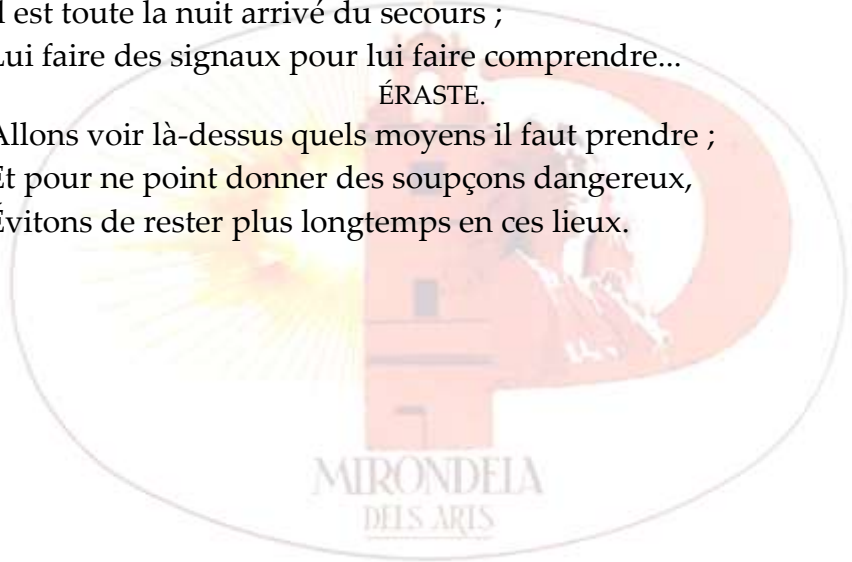 l est toute la nuit arrivé du secours ;
Lui faire des signaux pour lui faire comprendre...
ÉRASTE.
Allons voir là-dessus quels moyens il faut prendre ;
Et pour ne point donner des soupçons dangereux,
Évitons de rester plus longtemps en ces lieux.
MIRONDELA
DELS ARTS